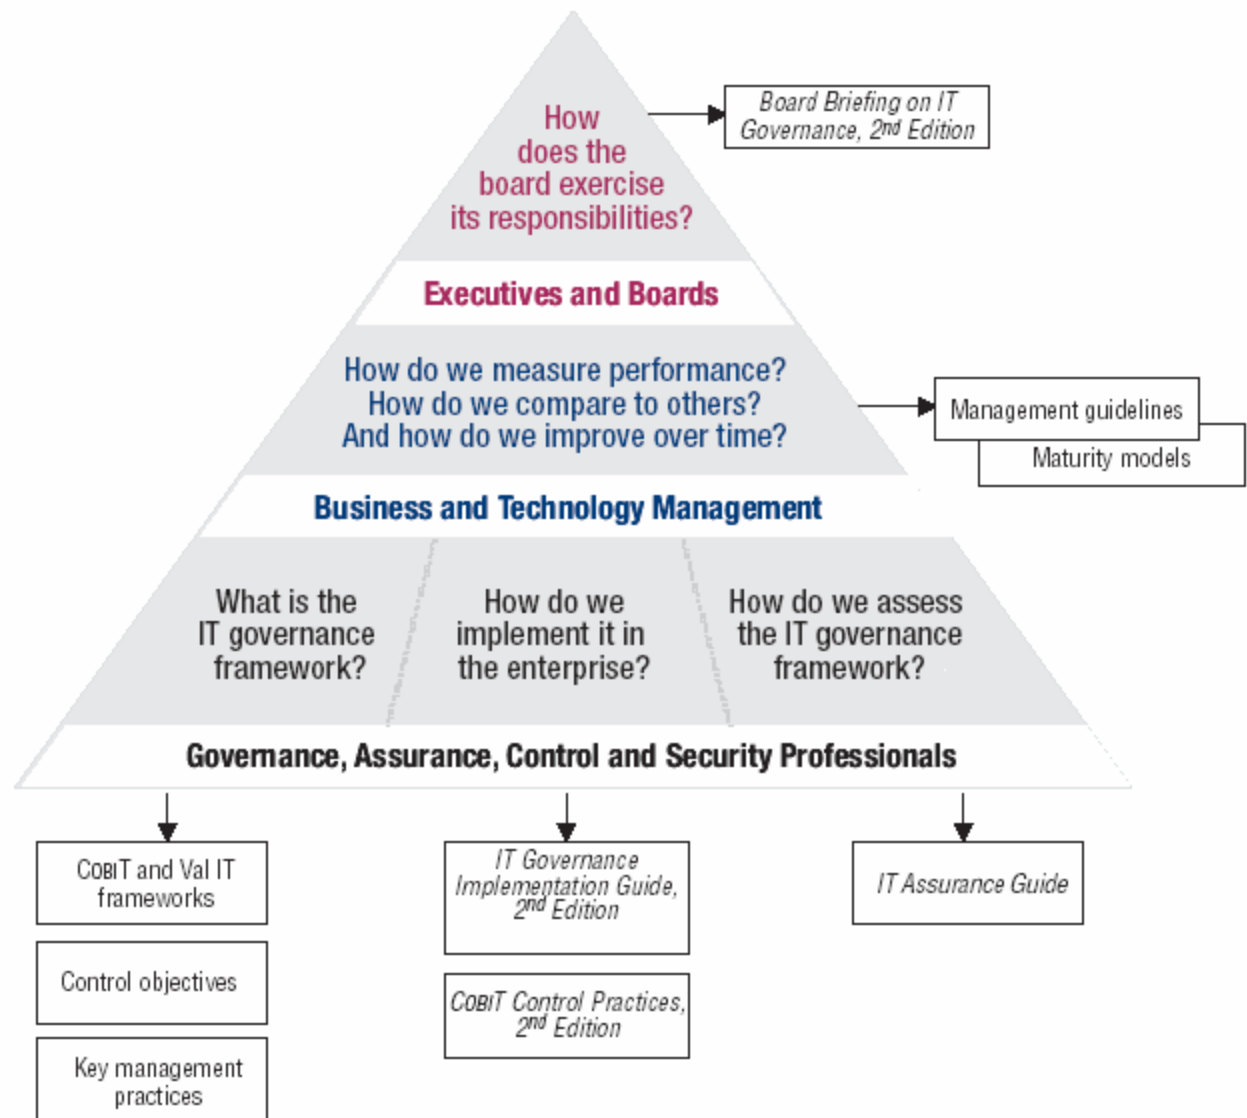 How
does the
board exercise
its responsibilities?
Board Briefing on IT
Governance, 2nd Edition
Executives and Boards
How do we measure performance?
How do we compare to others?
And how do we improve over time?
Management guidelines
Maturity models
Business and Technology Management
What is the
IT governance
framework?
How do we
implement it in
the enterprise?
How do we assess
the IT governance
framework?
Governance, Assurance, Control and Security Professionals
COBIT and Val IT
frameworks
Control objectives
Key management
practices
IT Governance
Implementation Guide,
2nd Edition
COBIT Control Practices,
2nd Edition
IT Assurance Guide